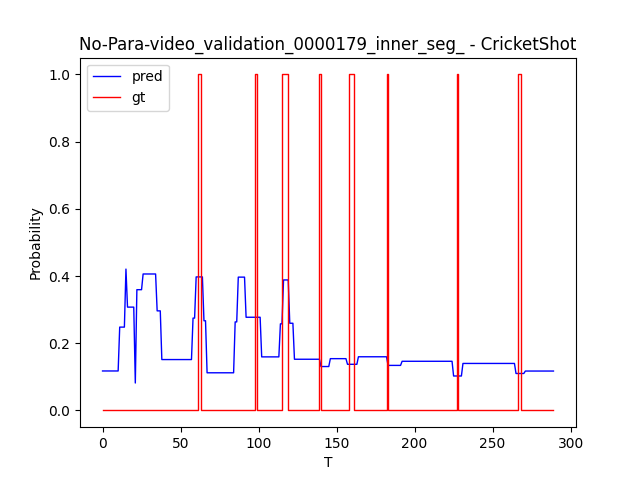 No-Para-video_validation_0000179_inner_seg_ - CricketShot
pred
gt
1.0
0.8
0.6
0.4
0.2
0.0
Probability
0 50 100 150 200 250 300
T